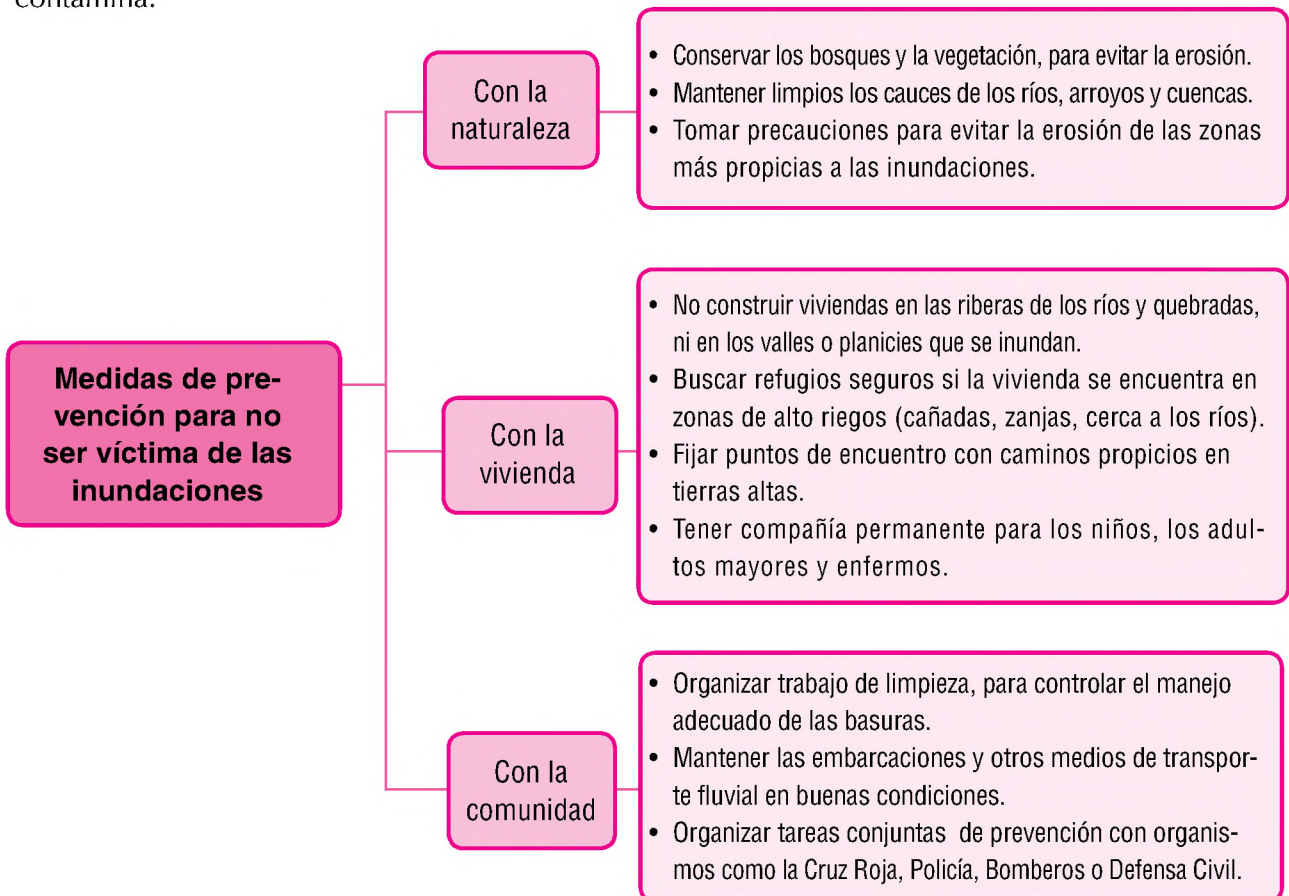 contamina.
Con la
naturaleza
• Conservar los bosques y la vegetación, para evitar la erosión.
• Mantener limpios los cauces de los ríos, arroyos y cuencas.
• Tomar precauciones para evitar la erosión de las zonas
más propicias a las inundaciones.
Medidas de pre-
vención para no
ser víctima de las
inundaciones
Con la
vivienda
• No construir viviendas en las riberas de los ríos y quebradas,
ni en los valles o planicies que se inundan.
• Buscar refugios seguros si la vivienda se encuentra en
zonas de alto riegos (cañadas, zanjas, cerca a los ríos).
• Fijar puntos de encuentro con caminos propicios en
tierras altas.
• Tener compañía permanente para los niños, los adul-
tos mayores y enfermos.
Con la
comunidad
• Organizar trabajo de limpieza, para controlar el manejo
adecuado de las basuras.
• Mantener las embarcaciones y otros medios de transpor-
te fluvial en buenas condiciones.
• Organizar tareas conjuntas de prevención con organis-
mos como la Cruz Roja, Policía, Bomberos o Defensa Civil.